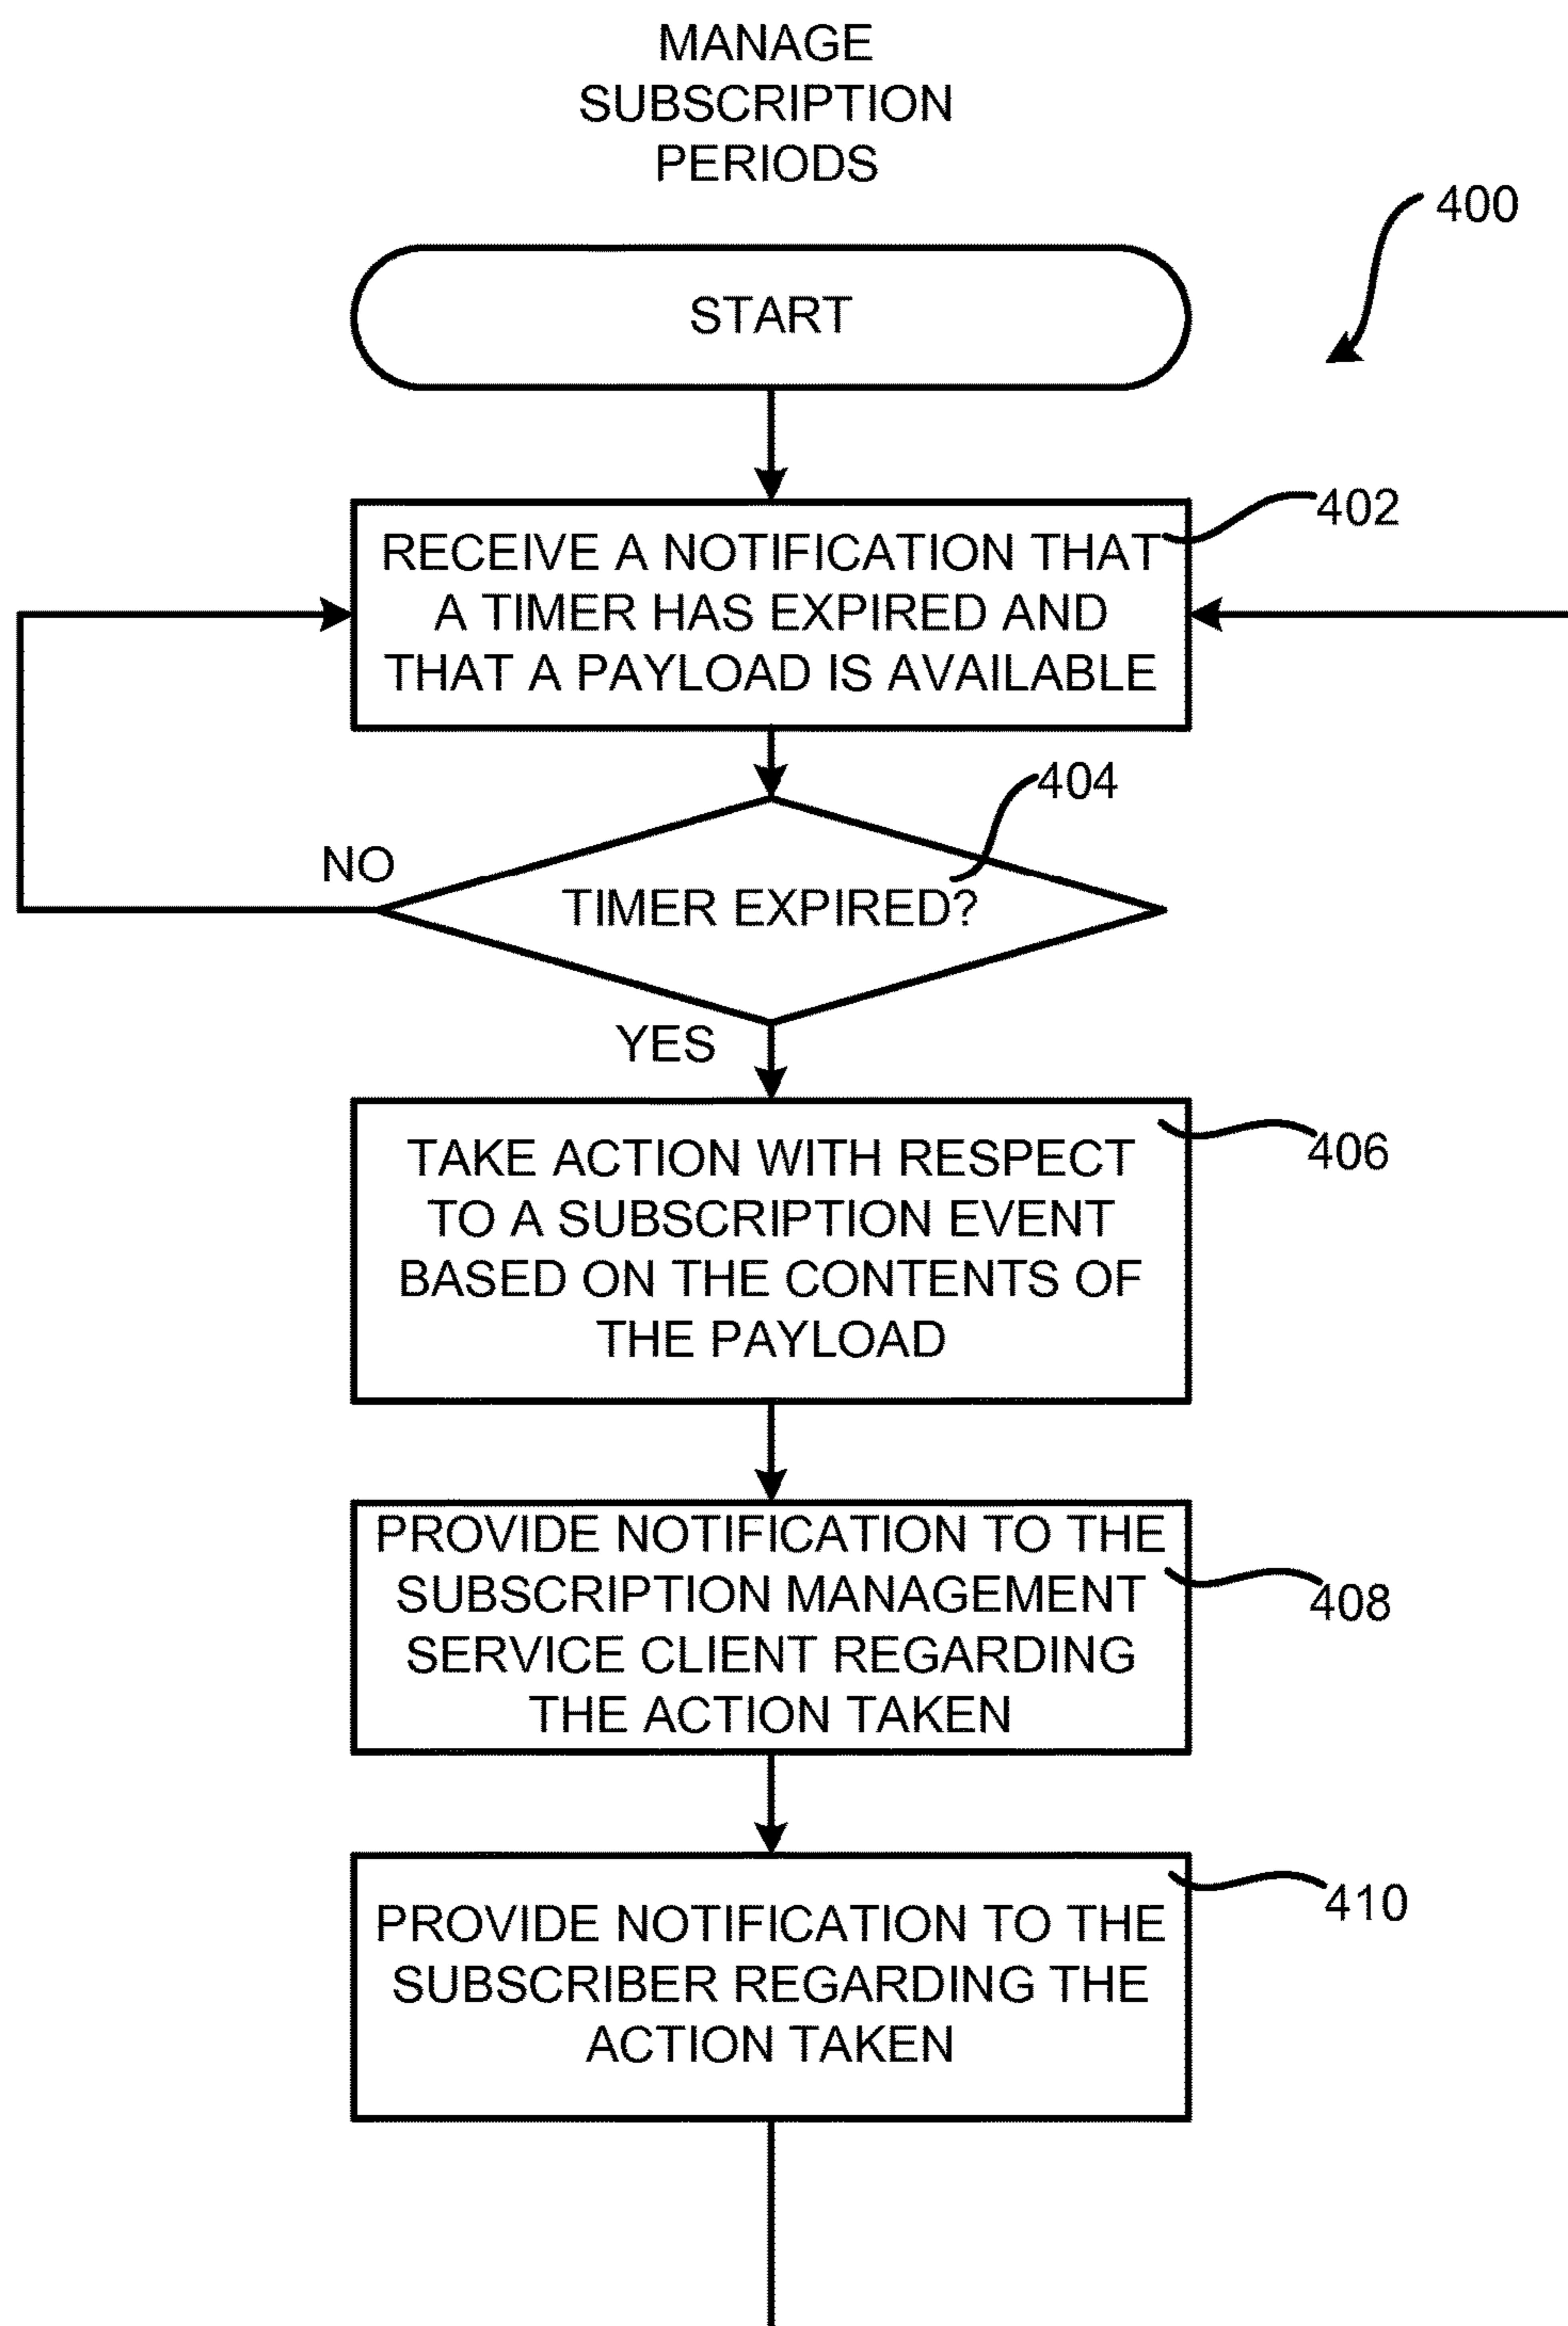 MANAGE
SUBSCRIPTION
PERIODS
400
START
402
RECEIVE A NOTIFICATION THAT
A TIMER HAS EXPIRED AND
THAT A PAYLOAD IS AVAILABLE
404
NO
TIMER EXPIRED?
YES
406
TAKE ACTION WITH RESPECT
TO A SUBSCRIPTION EVENT
BASED ON THE CONTENTS OF
THE PAYLOAD
PROVIDE NOTIFICATION TO THE
SUBSCRIPTION MANAGEMENT
408
SERVICE CLIENT REGARDING
THE ACTION TAKEN
410
PROVIDE NOTIFICATION TO THE
SUBSCRIBER REGARDING THE
ACTION TAKEN